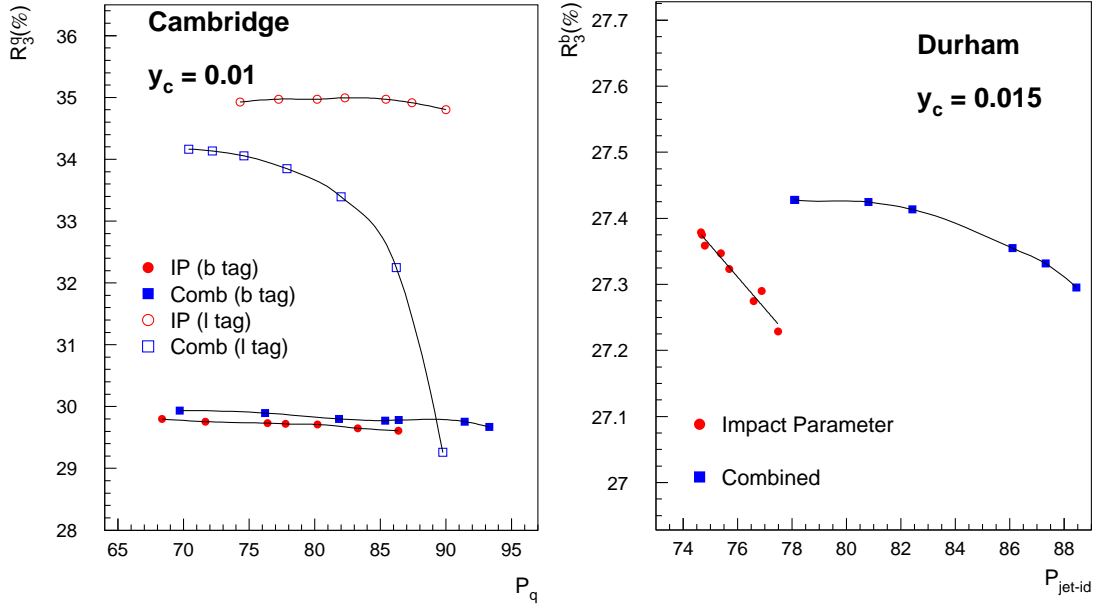 R₃^q(%)
Cambridge
y_c = 0.01
36
35
34
33
32
31
30
29
28
IP (b tag)
Comb (b tag)
IP (l tag)
Comb (l tag)
65 70 75 80 85 90 95
P_q
R₃^b(%)
Durham
y_c = 0.015
27.7
27.6
27.5
27.4
27.3
27.2
27.1
27
Impact Parameter
Combined
74 76 78 80 82 84 86 88
P_jet-id